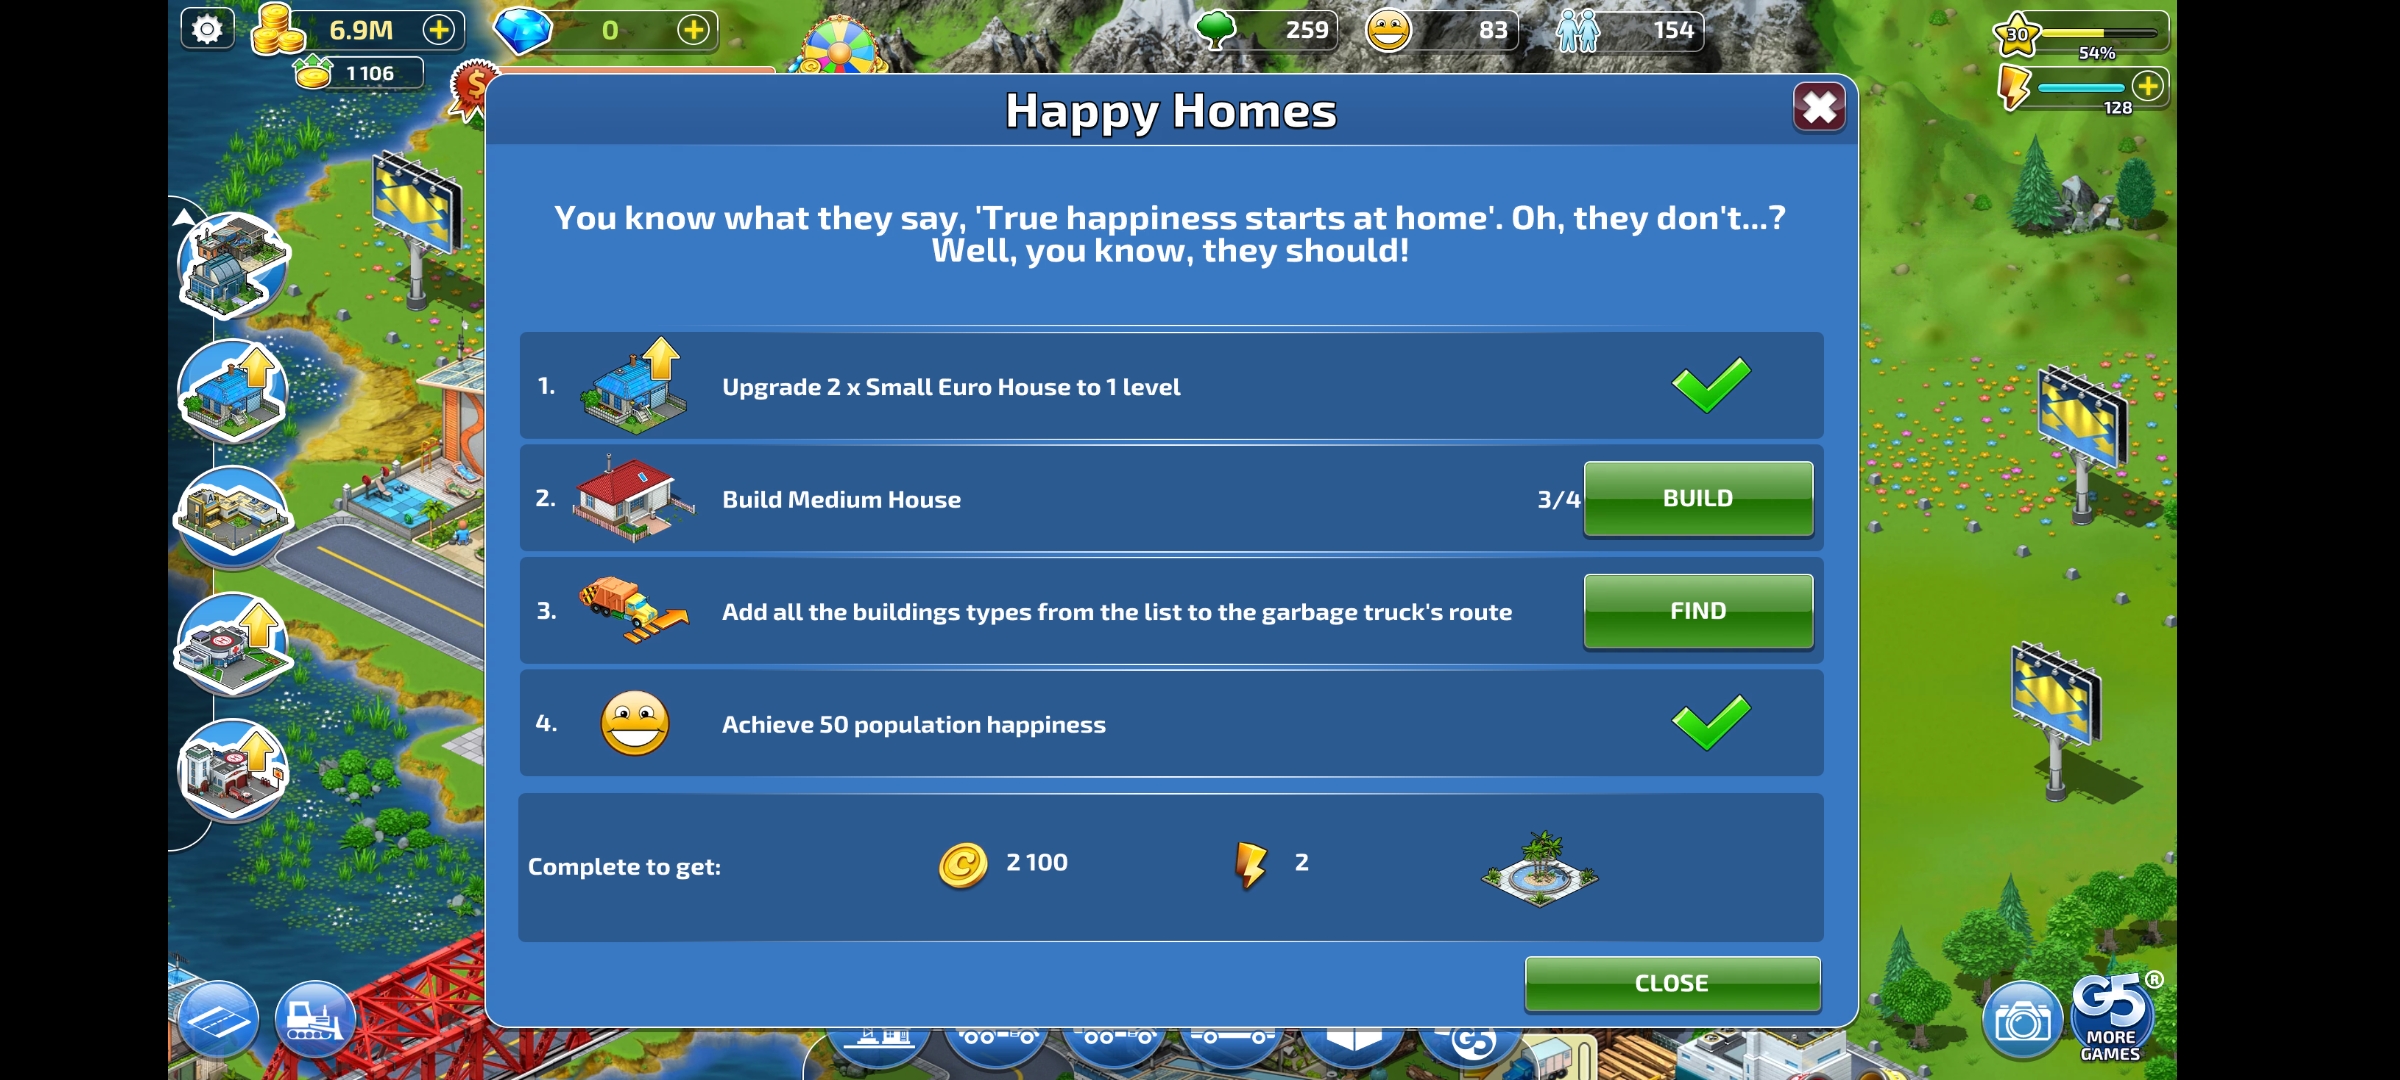 6.9M
0
259
83
154
30
54%
1 106
128
Happy Homes
You know what they say, 'True happiness starts at home'. Oh, they don't...?
Well, you know, they should!
1.
Upgrade 2 x Small Euro House to 1 level
2.
Build Medium House
3/4
BUILD
3.
Add all the buildings types from the list to the garbage truck's route
FIND
4.
Achieve 50 population happiness
Complete to get:
2 100
2
CLOSE
G5
G5®
MORE
GAMES